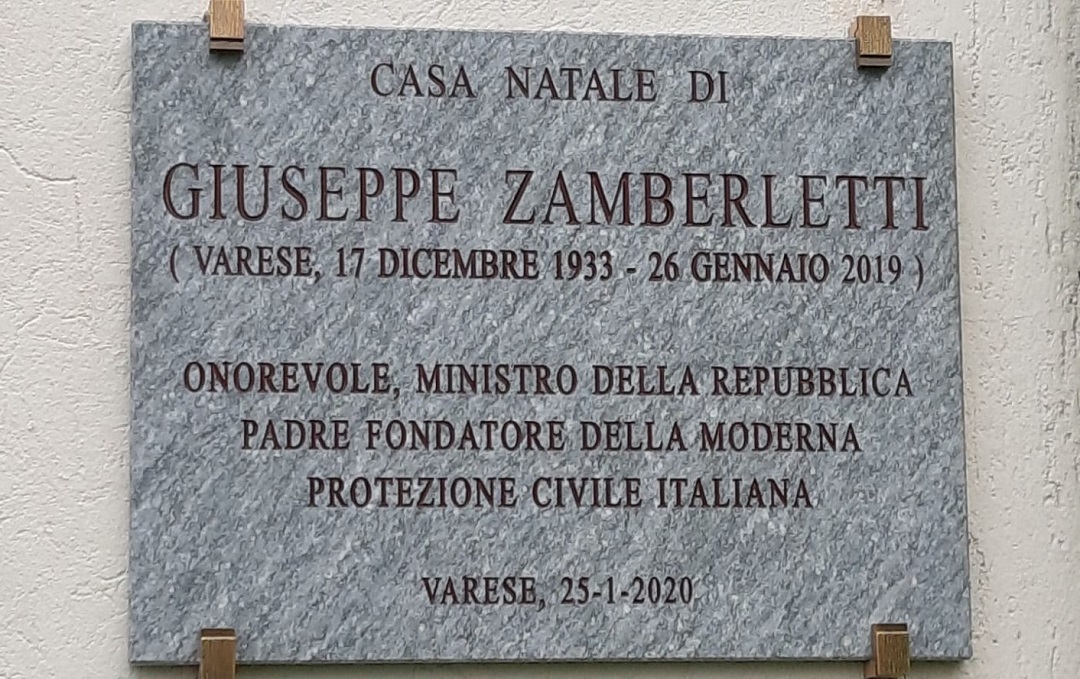 CASA NATALE DI
GIUSEPPE ZAMBERLETTI
( VARESE, 17 DICEMBRE 1933 - 26 GENNAIO 2019 )
ONOREVOLE, MINISTRO DELLA REPUBBLICA
PADRE FONDATORE DELLA MODERNA
PROTEZIONE CIVILE ITALIANA
VARESE, 25-1-2020